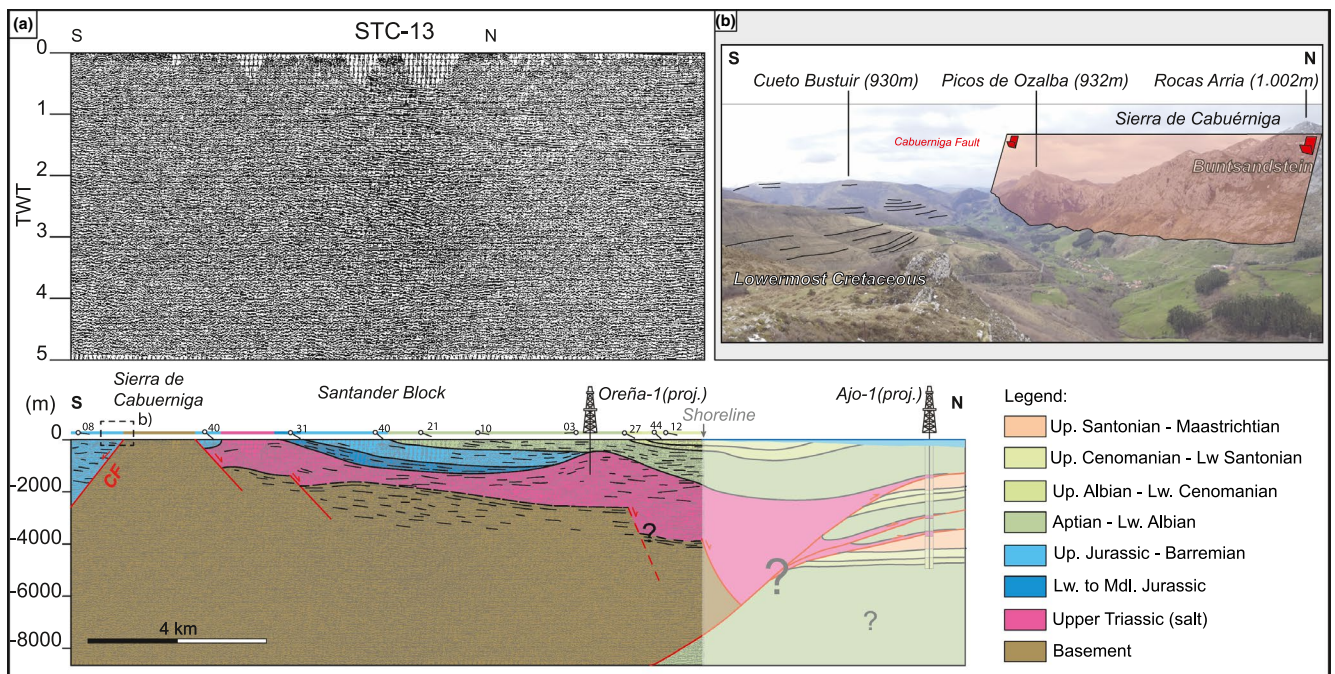 (a)
STC-13
S
N
TWT
0
1
2
3
4
5
(b)
S
N
Cueto Bustuir (930m)
Picos de Ozalba (932m)
Rocas Arria (1.002m)
Sierra de Cabuérniga
Cabuerniga Fault
Buntsandstein
Lowermost Cretaceous
(m)
S
Sierra de
Cabuerniga
b)
Santander Block
Oreña-1(proj.)
Shoreline
Ajo-1(proj.)
N
08
40
31
40
21
10
03
27
44
12
0
-2000
-4000
-6000
-8000
CF
?
?
?
4 km
Legend:
Up. Santonian - Maastrichtian
Up. Cenomanian - Lw Santonian
Up. Albian - Lw. Cenomanian
Aptian - Lw. Albian
Up. Jurassic - Barremian
Lw. to Mdl. Jurassic
Upper Triassic (salt)
Basement